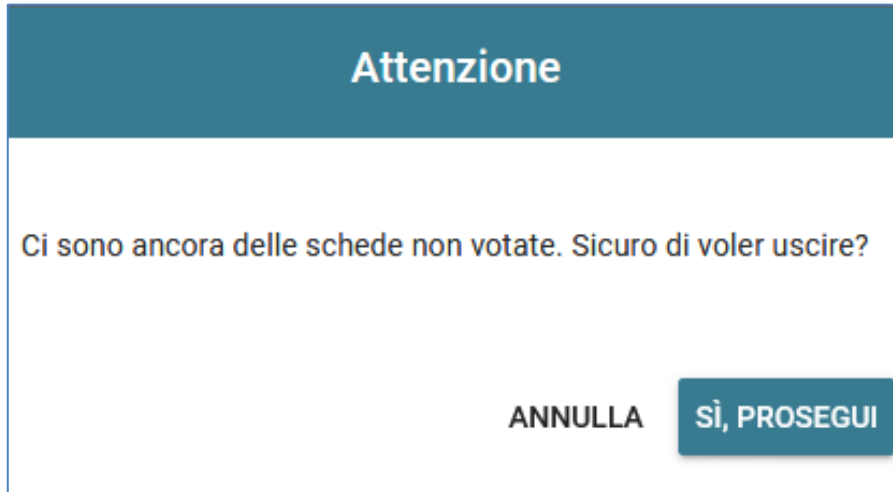 Attenzione
Ci sono ancora delle schede non votate. Sicuro di voler uscire?
ANNULLA SÌ, PROSEGUI